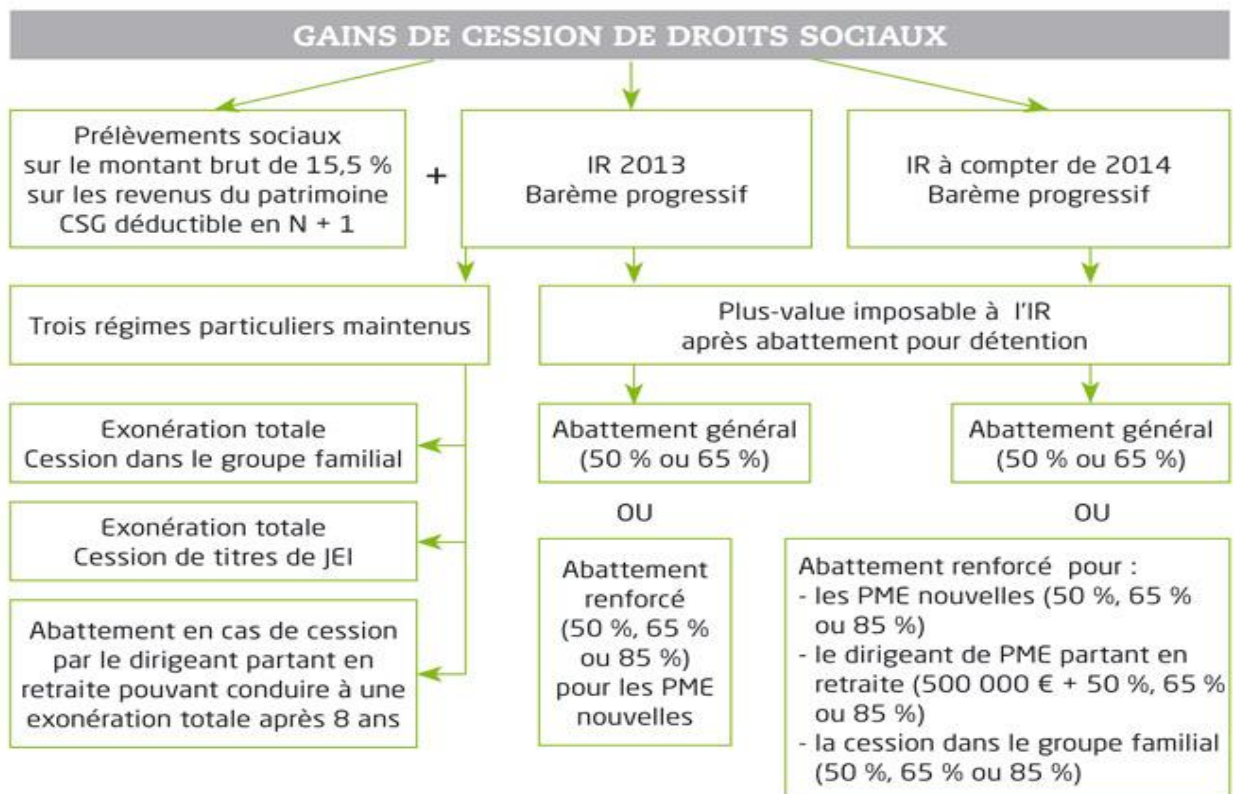 GAINS DE CESSION DE DROITS SOCIAUX
Prélèvements sociaux
sur le montant brut de 15,5 %
sur les revenus du patrimoine
CSG déductible en N + 1
+
IR 2013
Barème progressif
IR à compter de 2014
Barème progressif
Trois régimes particuliers maintenus
Plus-value imposable à l'IR
après abattement pour détention
Exonération totale
Cession dans le groupe familial
Exonération totale
Cession de titres de JEI
Abattement en cas de cession
par le dirigeant partant en
retraite pouvant conduire à une
exonération totale après 8 ans
Abattement général
(50 % ou 65 %)
OU
Abattement
renforcé
(50 %, 65 %
ou 85 %)
pour les PME
nouvelles
Abattement général
(50 % ou 65 %)
OU
Abattement renforcé pour :
- les PME nouvelles (50 %, 65 %
ou 85 %)
- le dirigeant de PME partant en
retraite (500 000 € + 50 %, 65 %
ou 85 %)
- la cession dans le groupe familial
(50 %, 65 % ou 85 %)